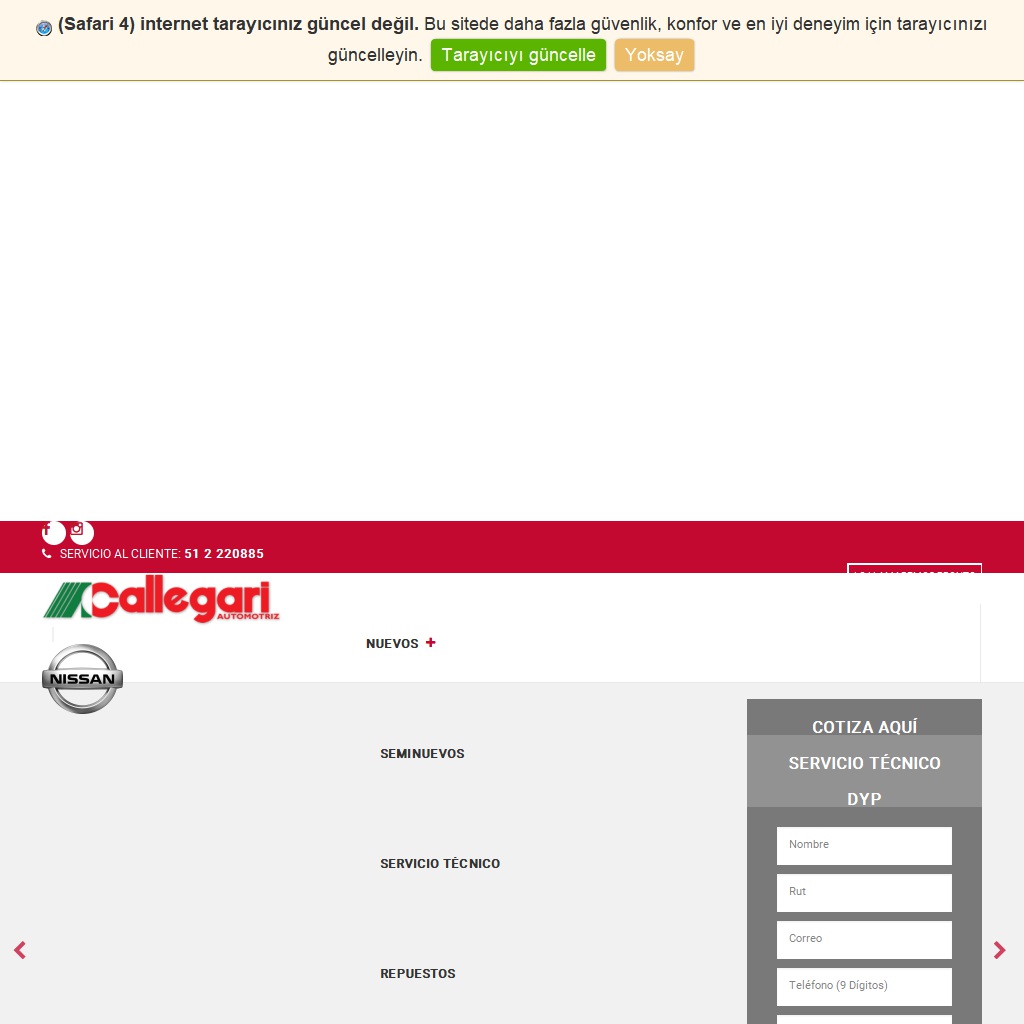 (Safari 4) internet tarayıcınız güncel değil. Bu sitede daha fazla güvenlik, konfor ve en iyi deneyim için tarayıcınızı
güncelleyin. Tarayıcıyı güncelle Yoksay
SERVICIO AL CLIENTE: 51 2 220885
Callegari
AUTOMOTRIZ
NUEVOS
NISSAN
SEMINUEVOS
SERVICIO TÉCNICO
REPUESTOS
COTIZA AQUÍ
SERVICIO TÉCNICO
DYP
Nombre
Rut
Correo
Teléfono (9 Dígitos)